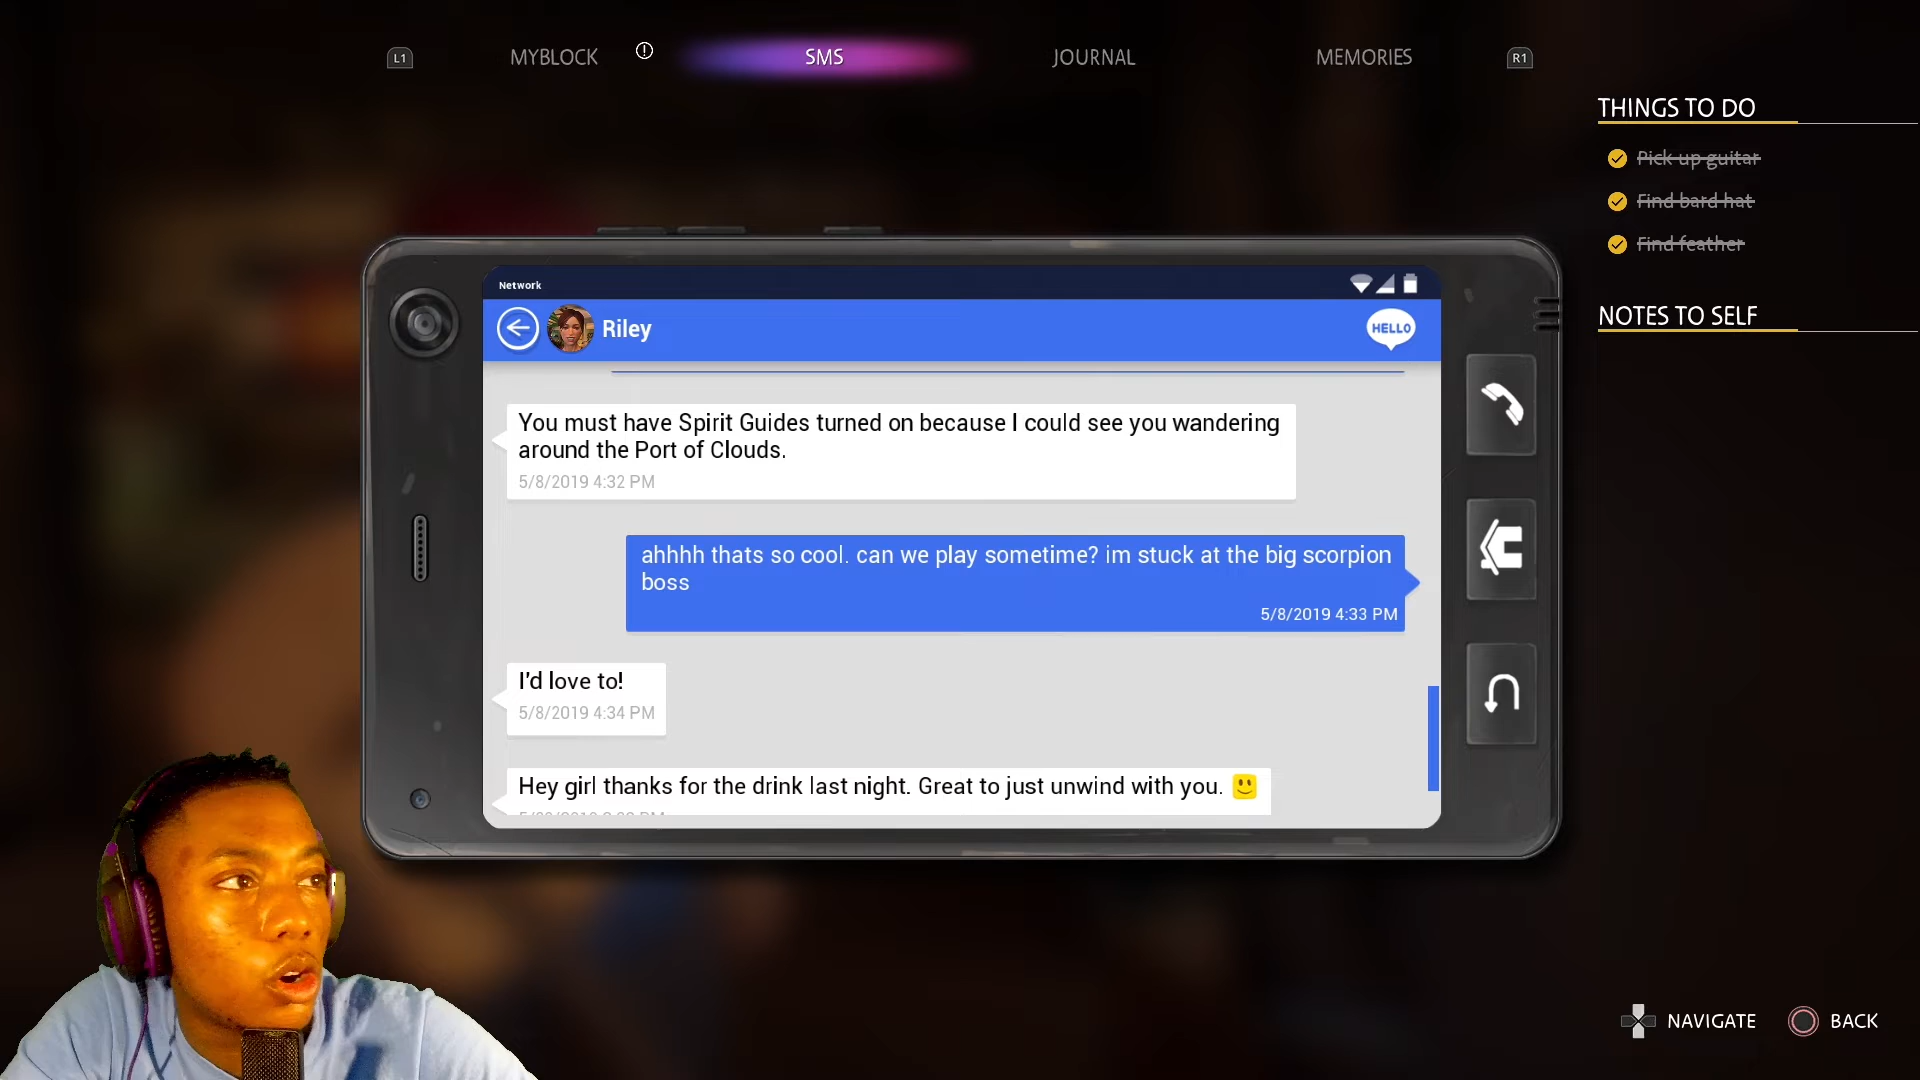 L1
MYBLOCK
SMS
JOURNAL
MEMORIES
R1
THINGS TO DO
Pick up guitar
Find bard hat
Find feather
NOTES TO SELF
Network
Riley
HELLO
You must have Spirit Guides turned on because I could see you wandering
around the Port of Clouds.
5/8/2019 4:32 PM
ahhhh thats so cool. can we play sometime? im stuck at the big scorpion
boss
5/8/2019 4:33 PM
I'd love to!
5/8/2019 4:34 PM
Hey girl thanks for the drink last night. Great to just unwind with you.
NAVIGATE
BACK